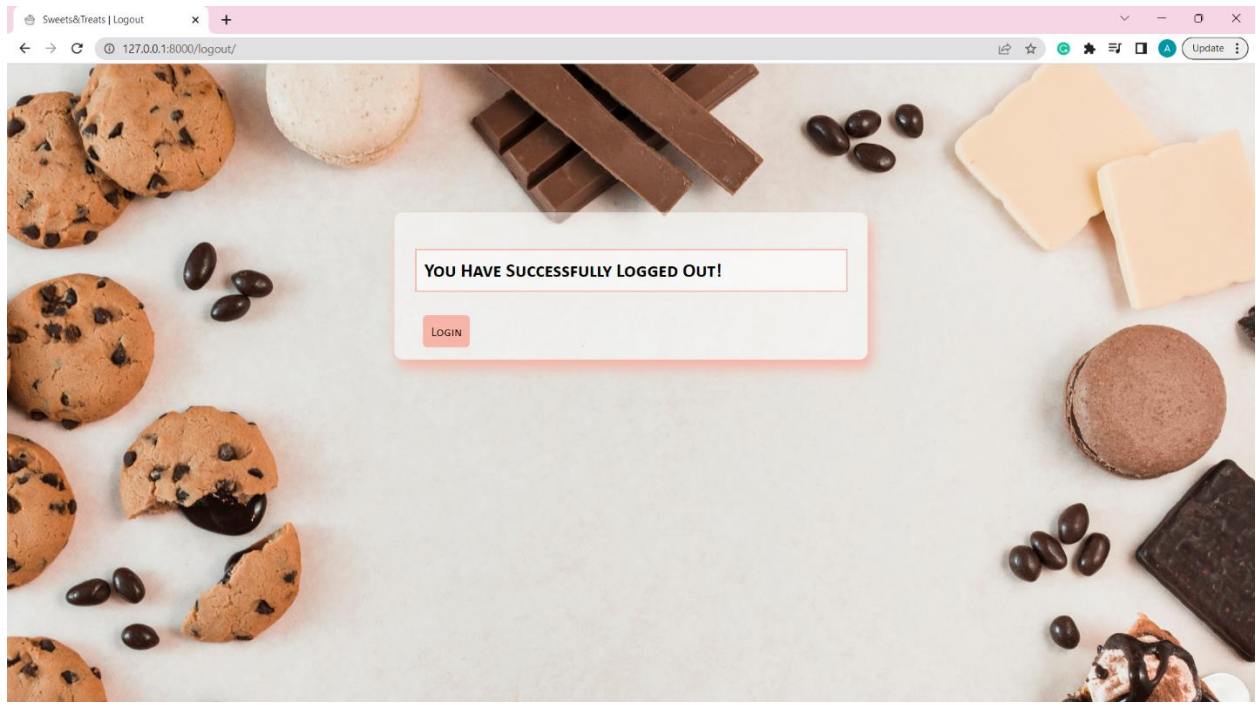 Sweets&Treats | Logout
127.0.0.1:8000/logout/
A
Update
You Have Successfully Logged Out!
Login